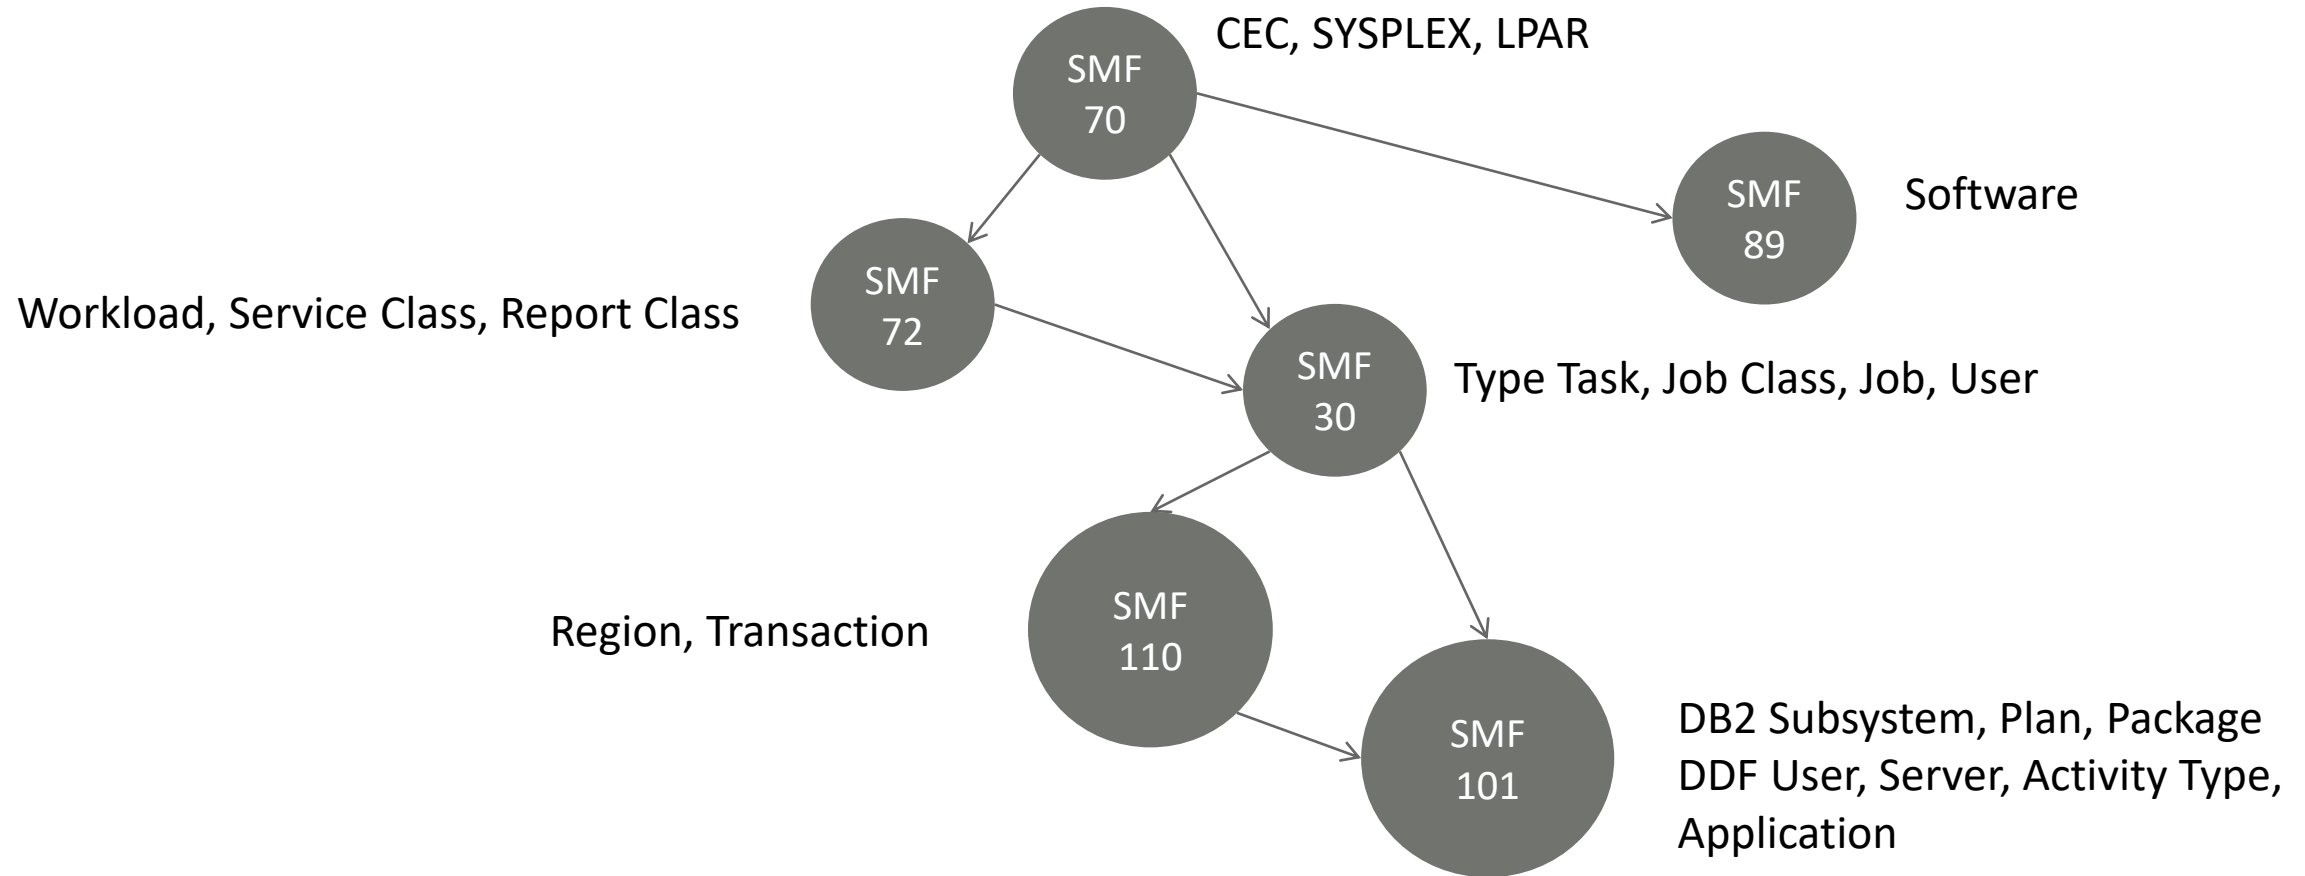 CEC, SYSPLEX, LPAR
SMF
70
SMF
89
Software
SMF
72
Workload, Service Class, Report Class
SMF
30
Type Task, Job Class, Job, User
SMF
110
Region, Transaction
SMF
101
DB2 Subsystem, Plan, Package
DDF User, Server, Activity Type,
Application